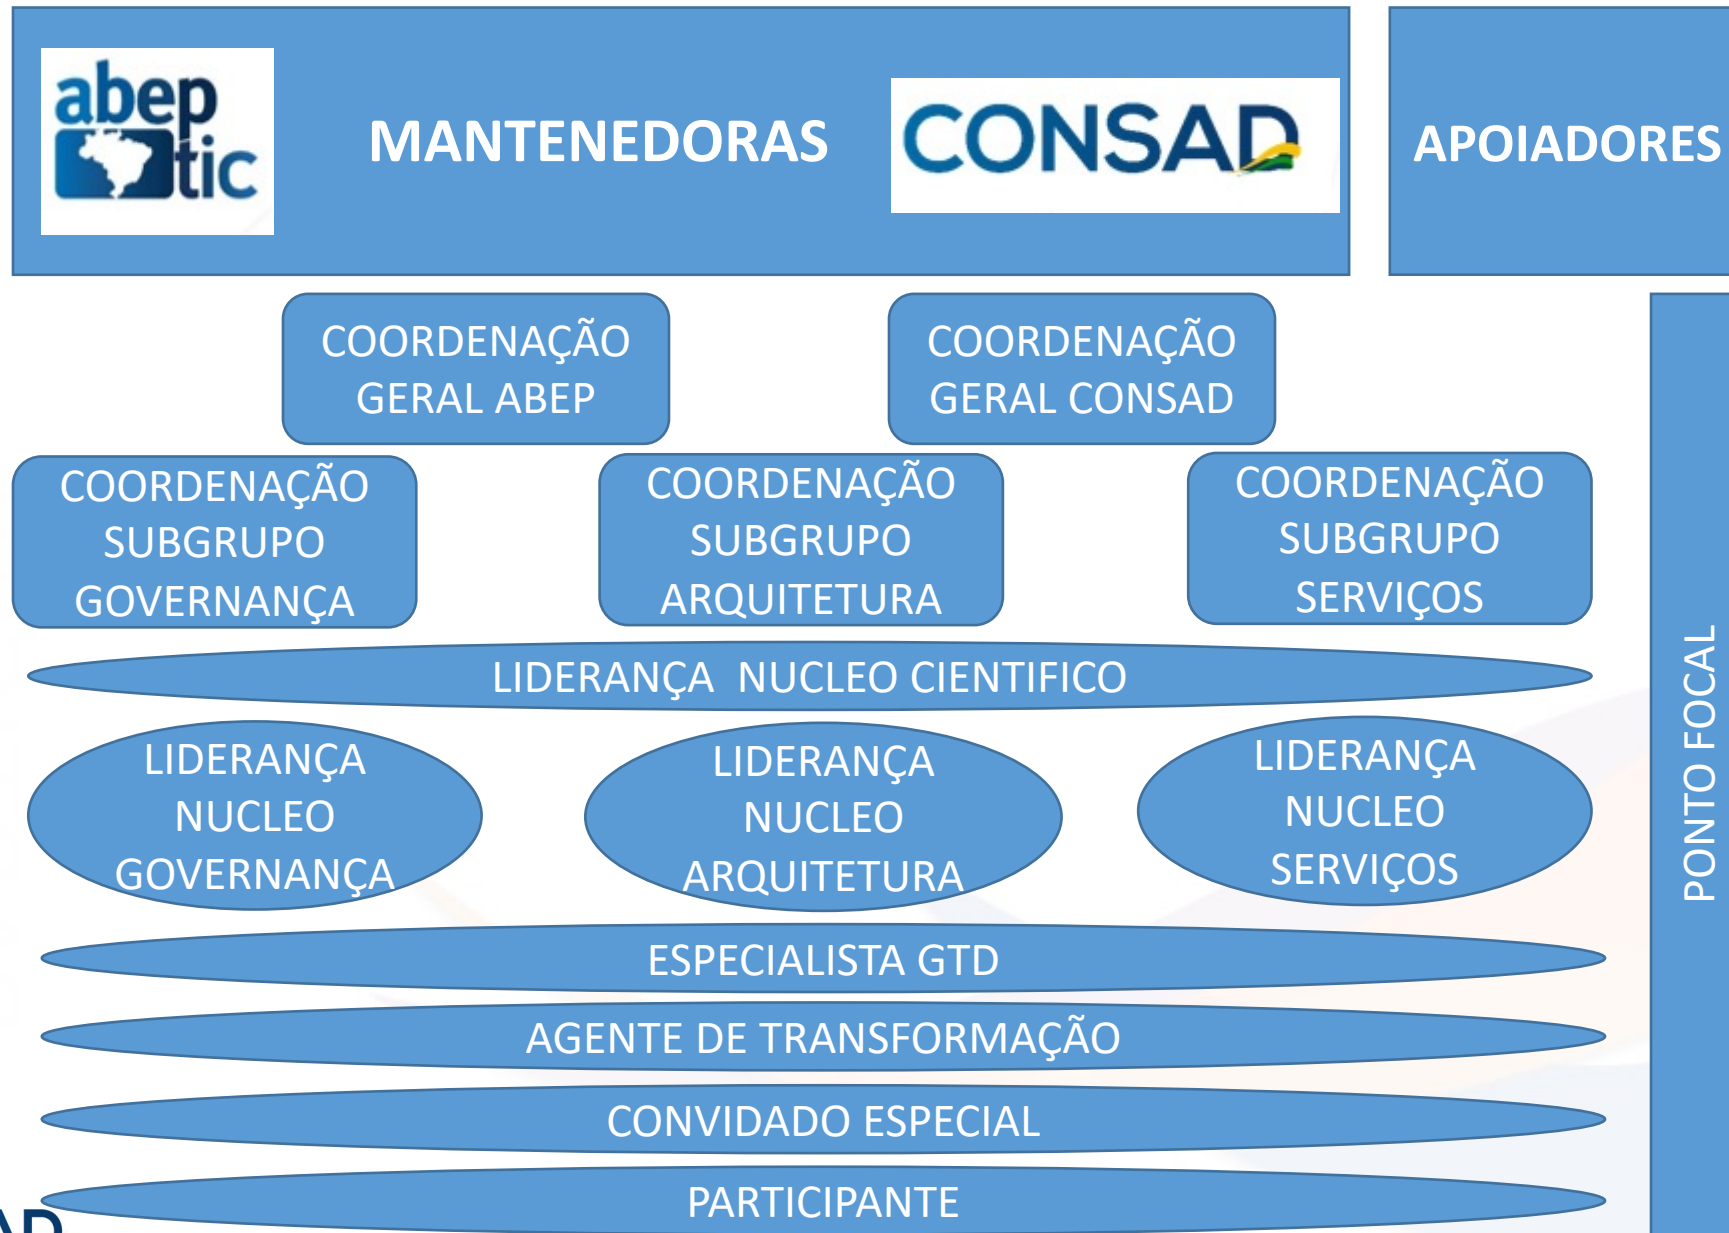 abep
tic
MANTENEDORAS
CONSAD
APOIADORES
COORDENAÇÃO
GERAL ABEP
COORDENAÇÃO
GERAL CONSAD
COORDENAÇÃO
SUBGRUPO
GOVERNANÇA
COORDENAÇÃO
SUBGRUPO
ARQUITETURA
COORDENAÇÃO
SUBGRUPO
SERVIÇOS
LIDERANÇA  NUCLEO CIENTIFICO
LIDERANÇA
NUCLEO
GOVERNANÇA
LIDERANÇA
NUCLEO
ARQUITETURA
LIDERANÇA
NUCLEO
SERVIÇOS
ESPECIALISTA GTD
AGENTE DE TRANSFORMAÇÃO
CONVIDADO ESPECIAL
PARTICIPANTE
PONTO FOCAL